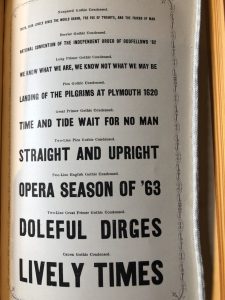 Nonpareil Gothic Condensed.
Brevier Gothic Condensed.
NATIONAL CONVENTION OF THE INDEPENDENT ORDER OF ODDFELLOWS '62
Long Primer Gothic Condensed.
WE KNOW WHAT WE ARE, WE KNOW NOT WHAT WE MAY BE
Pica Gothic Condensed.
LANDING OF THE PILGRIMS AT PLYMOUTH 1620
Great Primer Gothic Condensed.
TIME AND TIDE WAIT FOR NO MAN
Two-Line Pica Gothic Condensed.
STRAIGHT AND UPRIGHT
Two-Line English Gothic Condensed.
OPERA SEASON OF '63
Two-Line Great Primer Gothic Condensed.
DOLEFUL DIRGES
Canon Gothic Condensed.
LIVELY TIMES